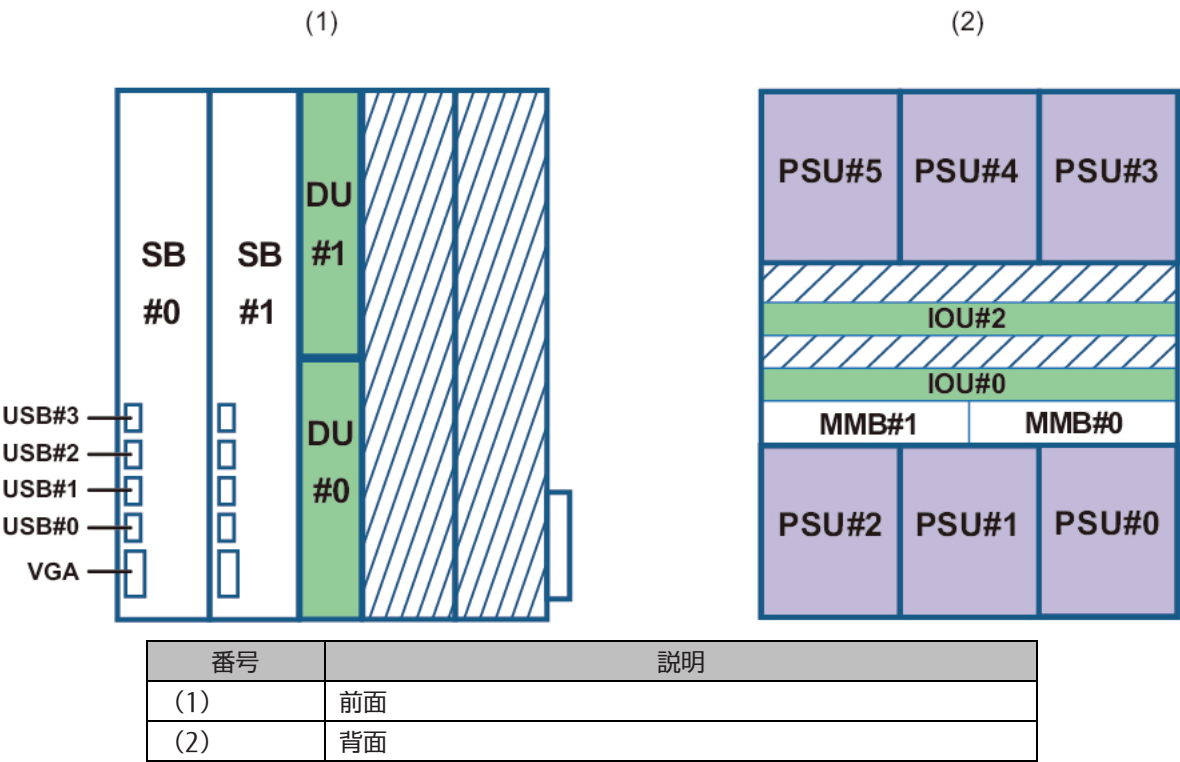 (1)
(2)
SB
#0
SB
#1
DU
#1
DU
#0
USB#3
USB#2
USB#1
USB#0
VGA
PSU#5
PSU#4
PSU#3
IOU#2
IOU#0
MMB#1
MMB#0
PSU#2
PSU#1
PSU#0
番号 説明
（1） 前面
（2） 背面